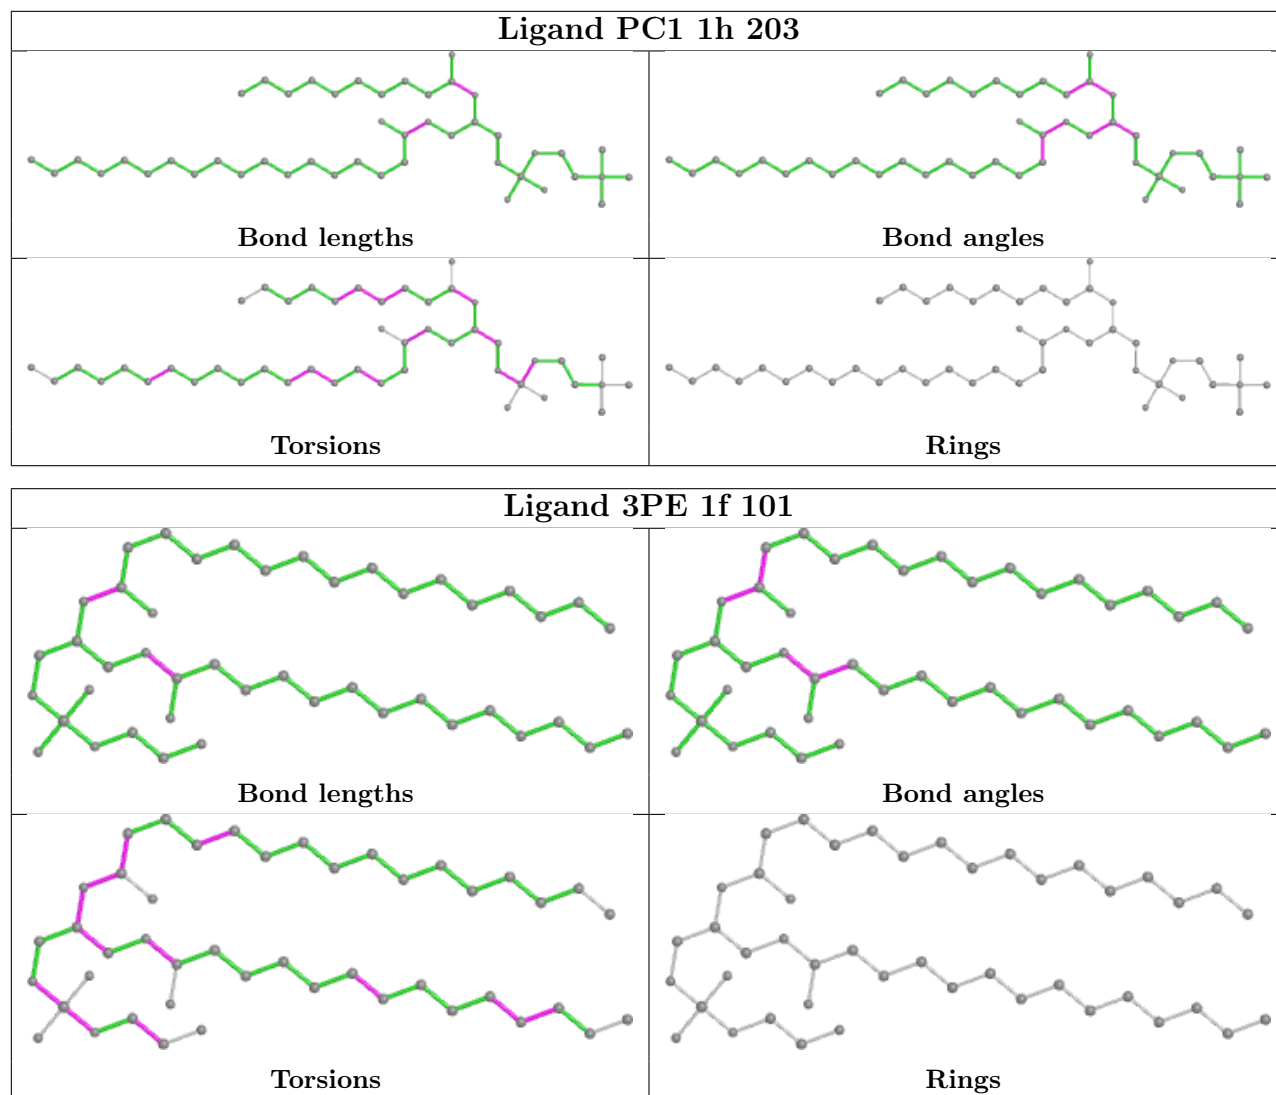 Ligand PC1 1h 203
Bond lengths
Bond angles
Torsions
Rings
Ligand 3PE 1f 101
Bond lengths
Bond angles
Torsions
Rings